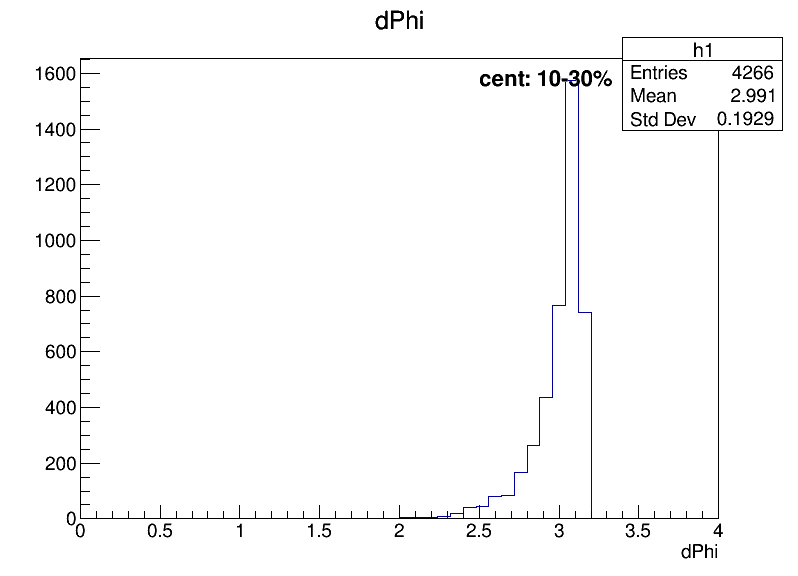 dPhi
h1
Entries 4266
Mean 2.991
Std Dev 0.1929
cent: 10-30%
1600
1400
1200
1000
800
600
400
200
0
0 0.5 1 1.5 2 2.5 3 3.5 4
dPhi